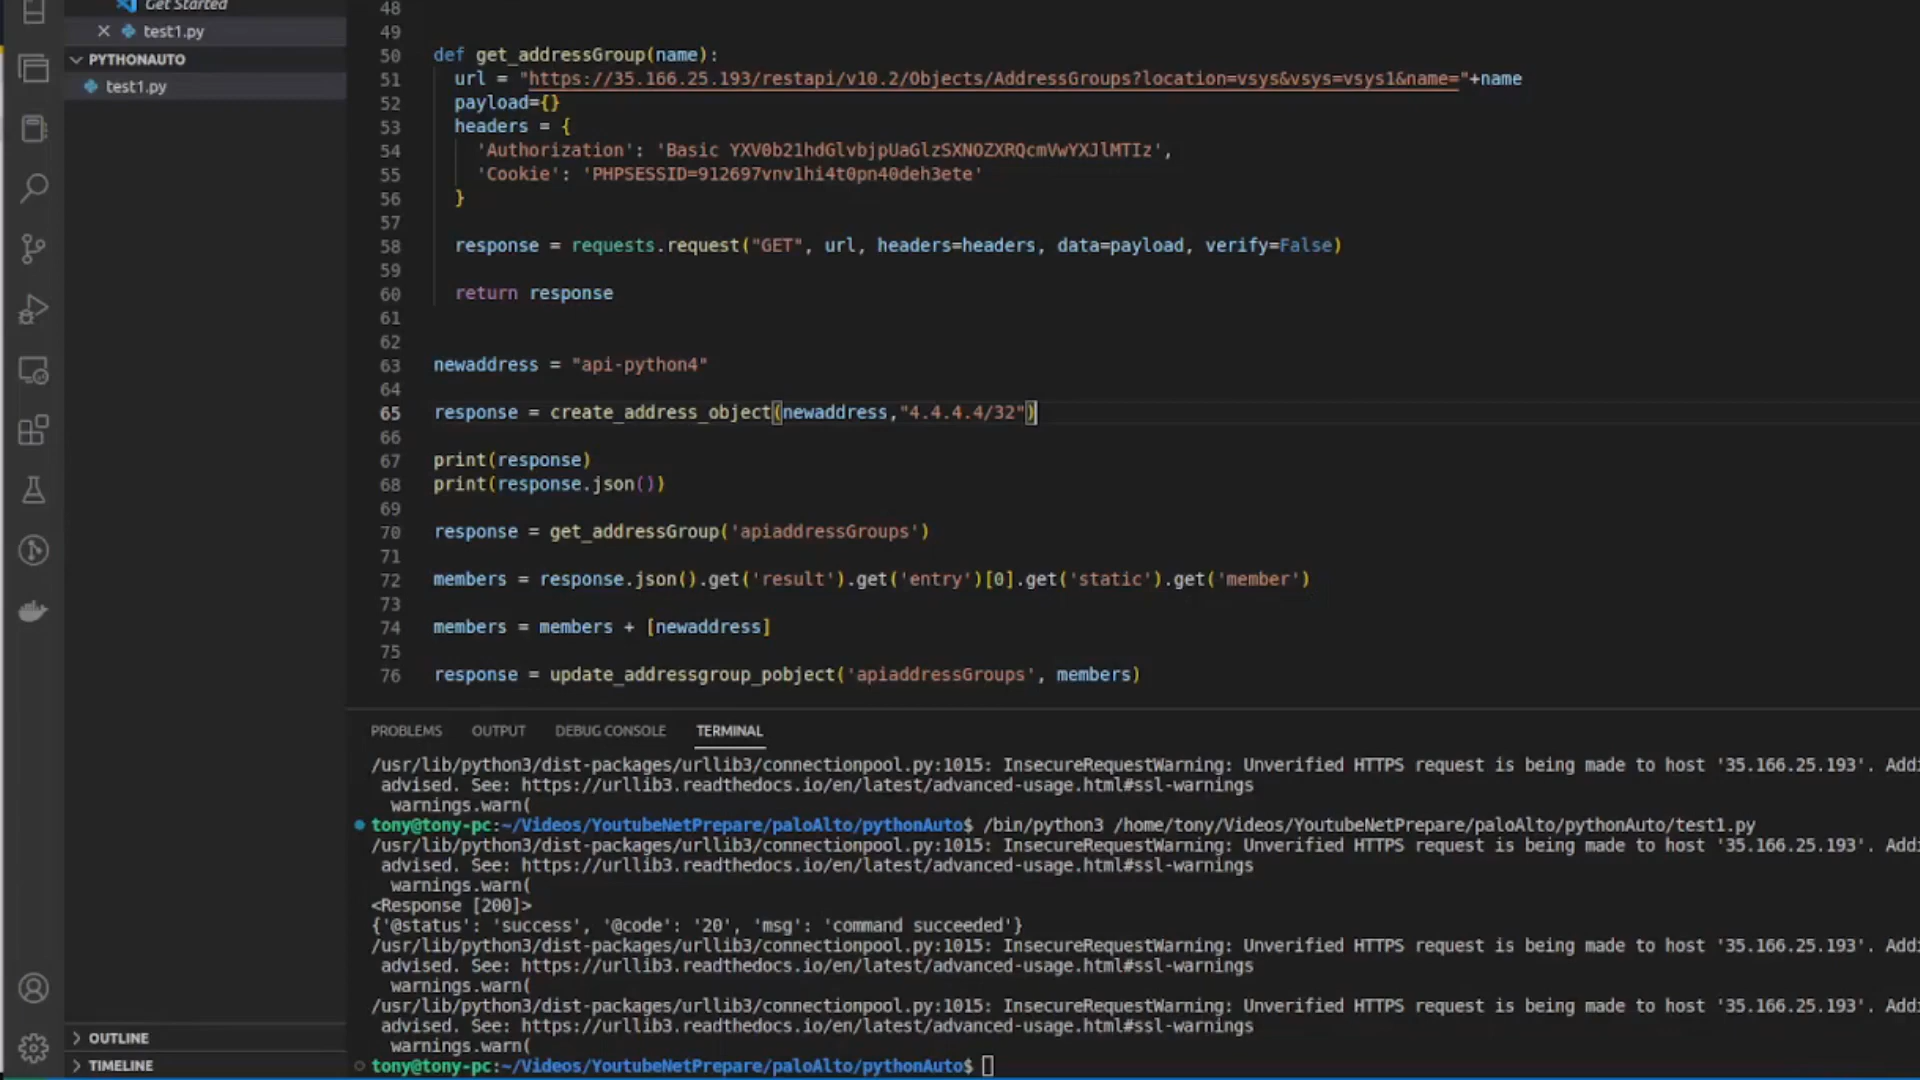 Get Started
test1.py
PYTHONAUTO
test1.py
48
49
50 def get_addressGroup(name):
51 url = "https://35.166.25.193/restapi/v10.2/Objects/AddressGroups?location=vsys&vsys=vsys1&name="+name
52 payload={}
53 headers = {
54 'Authorization': 'Basic YXV0b21hdGlvbjpUaGlzSXNOZXRQcmVwYXJlMTIz',
55 'Cookie': 'PHPSESSID=912697vnv1hi4t0pn40deh3ete'
56 }
57
58 response = requests.request("GET", url, headers=headers, data=payload, verify=False)
59
60 return response
61
62
63 newaddress = "api-python4"
64
65 response = create_address_object(newaddress,"4.4.4.4/32")
66
67 print(response)
68 print(response.json())
69
70 response = get_addressGroup('apiaddressGroups')
71
72 members = response.json().get('result').get('entry')[0].get('static').get('member')
73
74 members = members + [newaddress]
75
76 response = update_addressgroup_pobject('apiaddressGroups', members)
PROBLEMS OUTPUT DEBUG CONSOLE TERMINAL
/usr/lib/python3/dist-packages/urllib3/connectionpool.py:1015: InsecureRequestWarning: Unverified HTTPS request is being made to host '35.166.25.193'. Addi
advised. See: https://urllib3.readthedocs.io/en/latest/advanced-usage.html#ssl-warnings
warnings.warn(
tony@tony-pc:~/Videos/YoutubeNetPrepare/paloAlto/pythonAuto$ /bin/python3 /home/tony/Videos/YoutubeNetPrepare/paloAlto/pythonAuto/test1.py
/usr/lib/python3/dist-packages/urllib3/connectionpool.py:1015: InsecureRequestWarning: Unverified HTTPS request is being made to host '35.166.25.193'. Addi
advised. See: https://urllib3.readthedocs.io/en/latest/advanced-usage.html#ssl-warnings
warnings.warn(
<Response [200]>
{'@status': 'success', '@code': '20', 'msg': 'command succeeded'}
/usr/lib/python3/dist-packages/urllib3/connectionpool.py:1015: InsecureRequestWarning: Unverified HTTPS request is being made to host '35.166.25.193'. Addi
advised. See: https://urllib3.readthedocs.io/en/latest/advanced-usage.html#ssl-warnings
warnings.warn(
/usr/lib/python3/dist-packages/urllib3/connectionpool.py:1015: InsecureRequestWarning: Unverified HTTPS request is being made to host '35.166.25.193'. Addi
advised. See: https://urllib3.readthedocs.io/en/latest/advanced-usage.html#ssl-warnings
warnings.warn(
tony@tony-pc:~/Videos/YoutubeNetPrepare/paloAlto/pythonAuto$
OUTLINE
TIMELINE